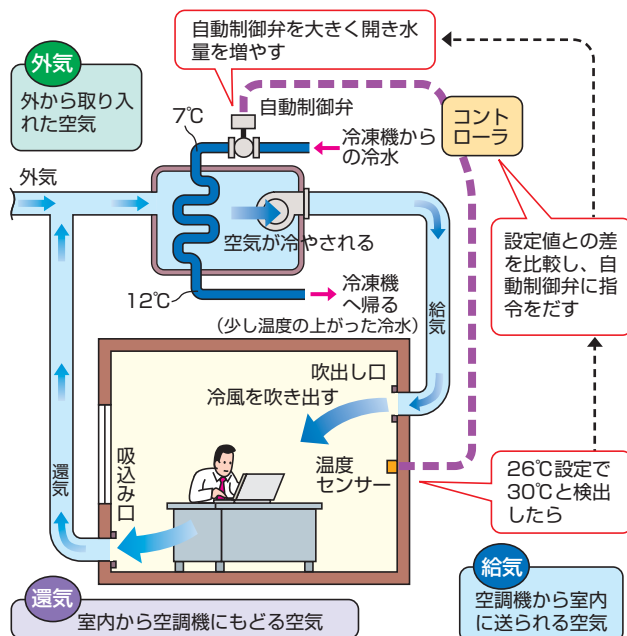 自動制御弁を大きく開き水
量を増やす
外気
外から取り入
れた空気
自動制御弁
7℃
冷凍機から
の冷水
コント
ローラ
外気
空気が冷やされる
設定値との差
を比較し、自
動制御弁に指
令をだす
12℃
冷凍機
へ帰る
(少し温度の上がった冷水)
給気
吹出し口
冷風を吹き出す
還気
吸込み口
温度
センサー
26℃設定で
30℃と検出
したら
還気
室内から空調機にもどる空気
給気
空調機から室内
に送られる空気